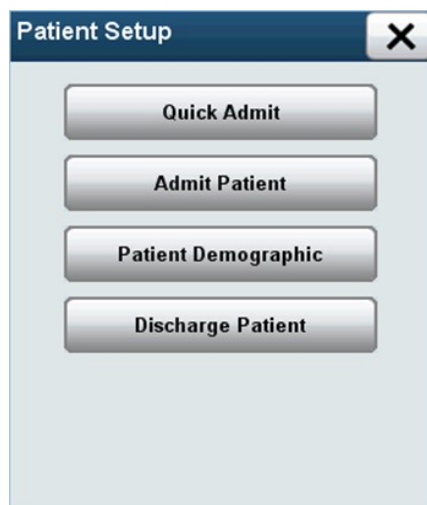 Patient Setup
Quick Admit
Admit Patient
Patient Demographic
Discharge Patient